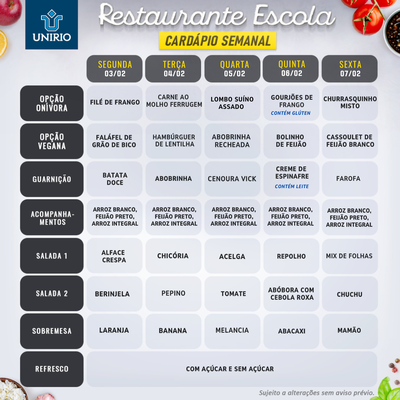 UNIRIO
Restaurante Escola
CARDÁPIO SEMANAL
SEGUNDA
03/02
TERÇA
04/02
QUARTA
05/02
QUINTA
06/02
SEXTA
07/02
OPÇÃO
ONÍVORA
FILÉ DE FRANGO
CARNE AO
MOLHO FERRUGEM
LOMBO SUÍNO
ASSADO
GOURJÕES DE
FRANGO
CONTÉM GLÚTEN
CHURRASQUINHO
MISTO
OPÇÃO
VEGANA
FALÁFEL DE
GRÃO DE BICO
HAMBÚRGUER
DE LENTILHA
ABOBRINHA
RECHEADA
BOLINHO
DE FEIJÃO
CASSOULET DE
FEIJÃO BRANCO
GUARNIÇÃO
BATATA
DOCE
ABOBRINHA
CENOURA VICK
CREME DE
ESPINAFRE
CONTÉM LEITE
FAROFA
ACOMPANHA-
MENTOS
ARROZ BRANCO,
FEIJÃO PRETO,
ARROZ INTEGRAL
ARROZ BRANCO,
FEIJÃO PRETO,
ARROZ INTEGRAL
ARROZ BRANCO,
FEIJÃO PRETO,
ARROZ INTEGRAL
ARROZ BRANCO,
FEIJÃO PRETO,
ARROZ INTEGRAL
ARROZ BRANCO,
FEIJÃO PRETO,
ARROZ INTEGRAL
SALADA 1
ALFACE
CRESPA
CHICÓRIA
ACELGA
REPOLHO
MIX DE FOLHAS
SALADA 2
BERINJELA
PEPINO
TOMATE
ABÓBORA COM
CEBOLA ROXA
CHUCHU
SOBREMESA
LARANJA
BANANA
MELANCIA
ABACAXI
MAMÃO
REFRESCO
COM AÇÚCAR E SEM AÇÚCAR
Sujeito a alterações sem aviso prévio.